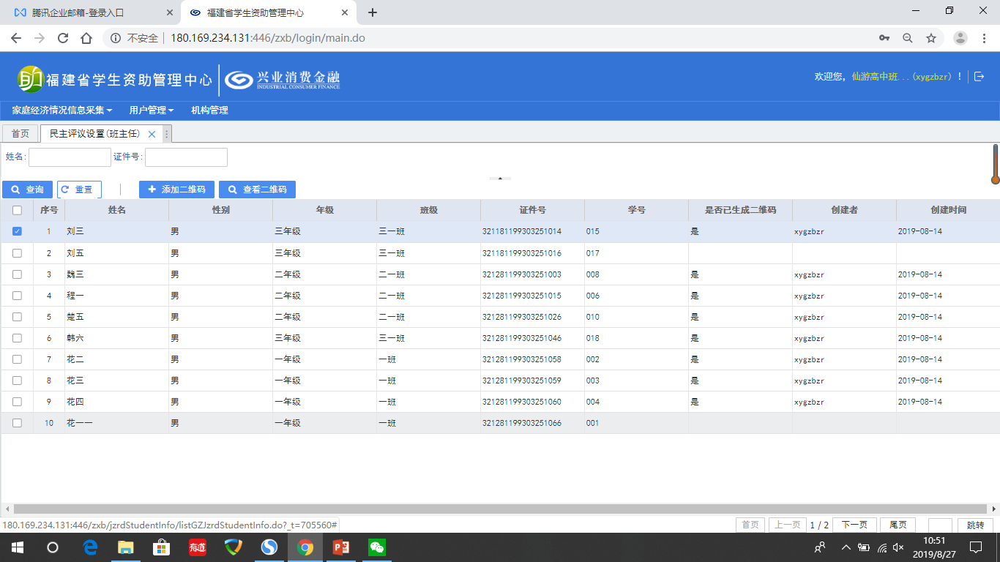 腾讯企业邮箱-登录入口
福建省学生资助管理中心
不安全 180.169.234.131:446/zxb/login/main.do
福建省学生资助管理中心 兴业消费金融
INDUSTRIAL CONSUMER FINANCE
欢迎您，仙游高中班...(xygzbzr) ！
家庭经济情况信息采集 用户管理 机构管理
首页 民主评议设置(班主任)
姓名: 证件号:
查询 重置 添加二维码 查看二维码
序号 姓名 性别 年级 班级 证件号 学号 是否已生成二维码 创建者 创建时间
1 刘三 男 三年级 三一班 321181199303251014 015 是 xygzbzr 2019-08-14
2 刘五 男 三年级 三一班 321181199303251016 017
3 魏三 男 二年级 二一班 321281199303251003 008 是 xygzbzr 2019-08-14
4 程一 男 二年级 二一班 321281199303251015 006 是 xygzbzr 2019-08-14
5 楚五 男 二年级 二一班 321281199303251026 010 是 xygzbzr 2019-08-14
6 韩六 男 三年级 三一班 321281199303251046 018 是 xygzbzr 2019-08-14
7 花二 男 一年级 一班 321281199303251058 002 是 xygzbzr 2019-08-14
8 花三 男 一年级 一班 321281199303251059 003 是 xygzbzr 2019-08-14
9 花四 男 一年级 一班 321281199303251060 004 是 xygzbzr 2019-08-14
10 花一一 男 一年级 一班 321281199303251066 001
180.169.234.131:446/zxb/jzrdStudentInfo/listGZJzrdStudentInfo.do?_t=705560#
首页 上一页 1 / 2 下一页 尾页 跳转
有道
10:51
2019/8/27